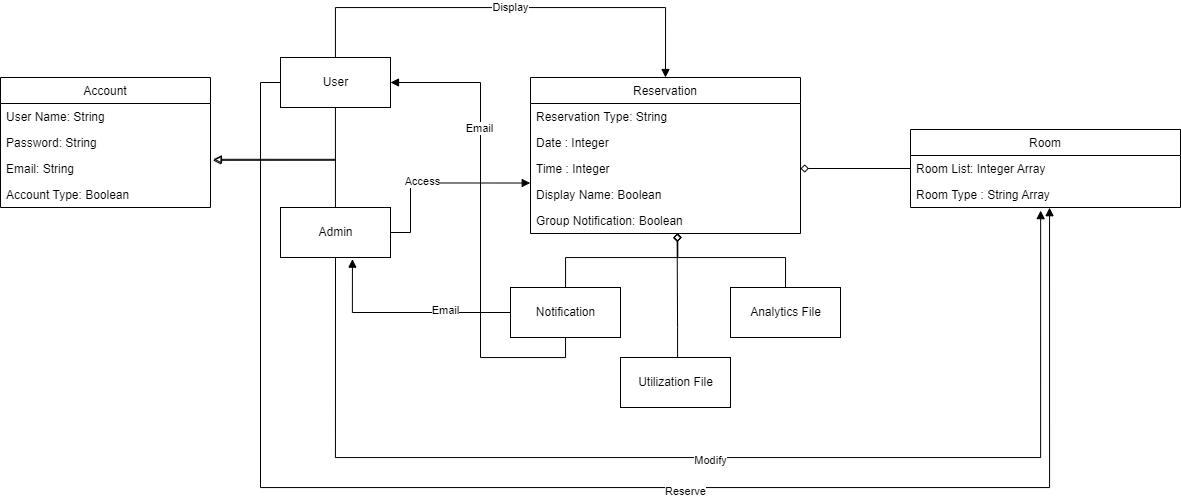 Display
User
Account
User Name: String
Password: String
Email: String
Account Type: Boolean
Email
Reservation
Reservation Type: String
Date : Integer
Time : Integer
Display Name: Boolean
Group Notification: Boolean
Room
Room List: Integer Array
Room Type : String Array
Access
Admin
Email
Notification
Analytics File
Utilization File
Modify
Reserve